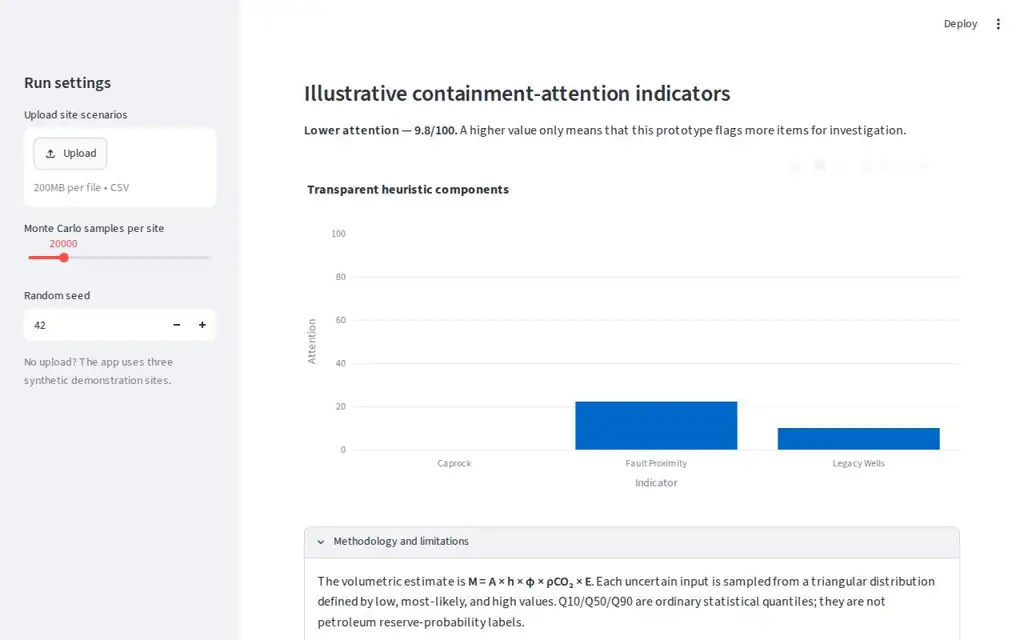 Deploy
Run settings
Upload site scenarios
Upload
200MB per file • CSV
Monte Carlo samples per site
20000
Random seed
42
No upload? The app uses three
synthetic demonstration sites.
Illustrative containment-attention indicators
Lower attention — 9.8/100. A higher value only means that this prototype flags more items for investigation.
Transparent heuristic components
100
80
60
40
20
0
Attention
Caprock
Fault Proximity
Legacy Wells
Indicator
Methodology and limitations
The volumetric estimate is M = A × h × φ × ρCO₂ × E. Each uncertain input is sampled from a triangular distribution
defined by low, most-likely, and high values. Q10/Q50/Q90 are ordinary statistical quantiles; they are not
petroleum reserve-probability labels.